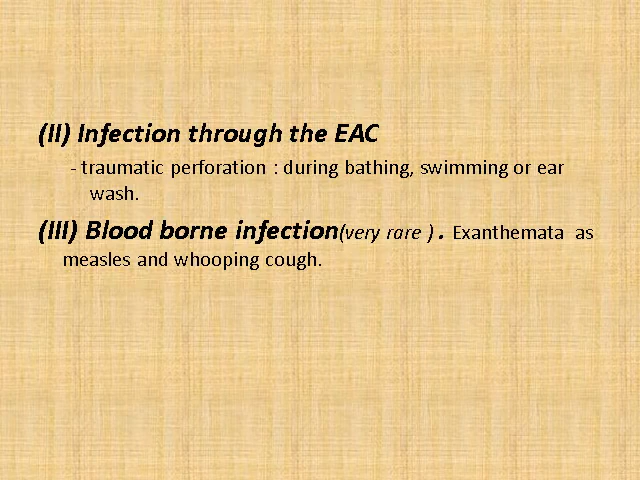 (II) Infection through the EAC
- traumatic perforation : during bathing, swimming or ear
wash.
(III) Blood borne infection(very rare ) . Exanthemata as
measles and whooping cough.